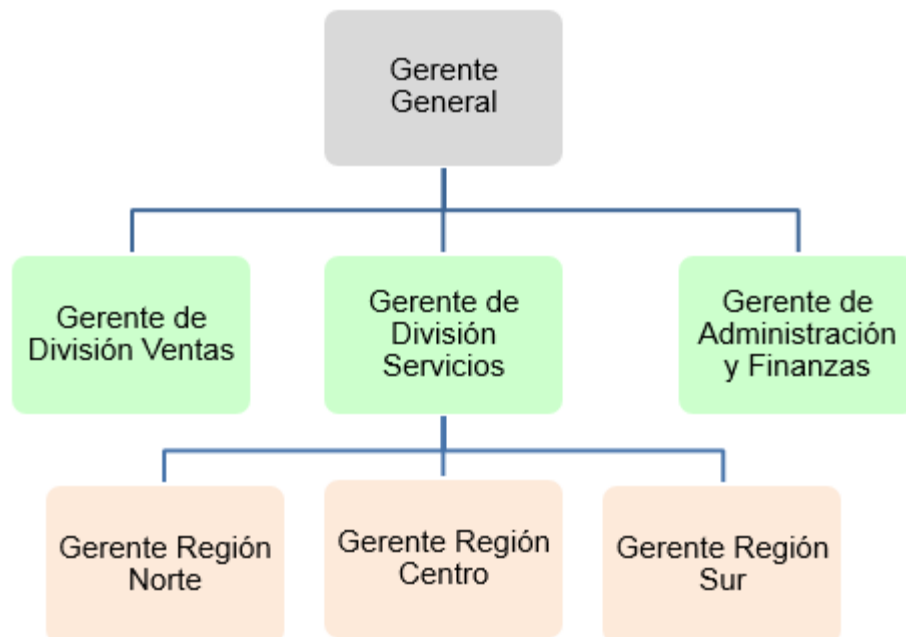 Gerente
General
Gerente de
División Ventas
Gerente de
División
Servicios
Gerente de
Administración
y Finanzas
Gerente Región
Norte
Gerente Región
Centro
Gerente Región
Sur